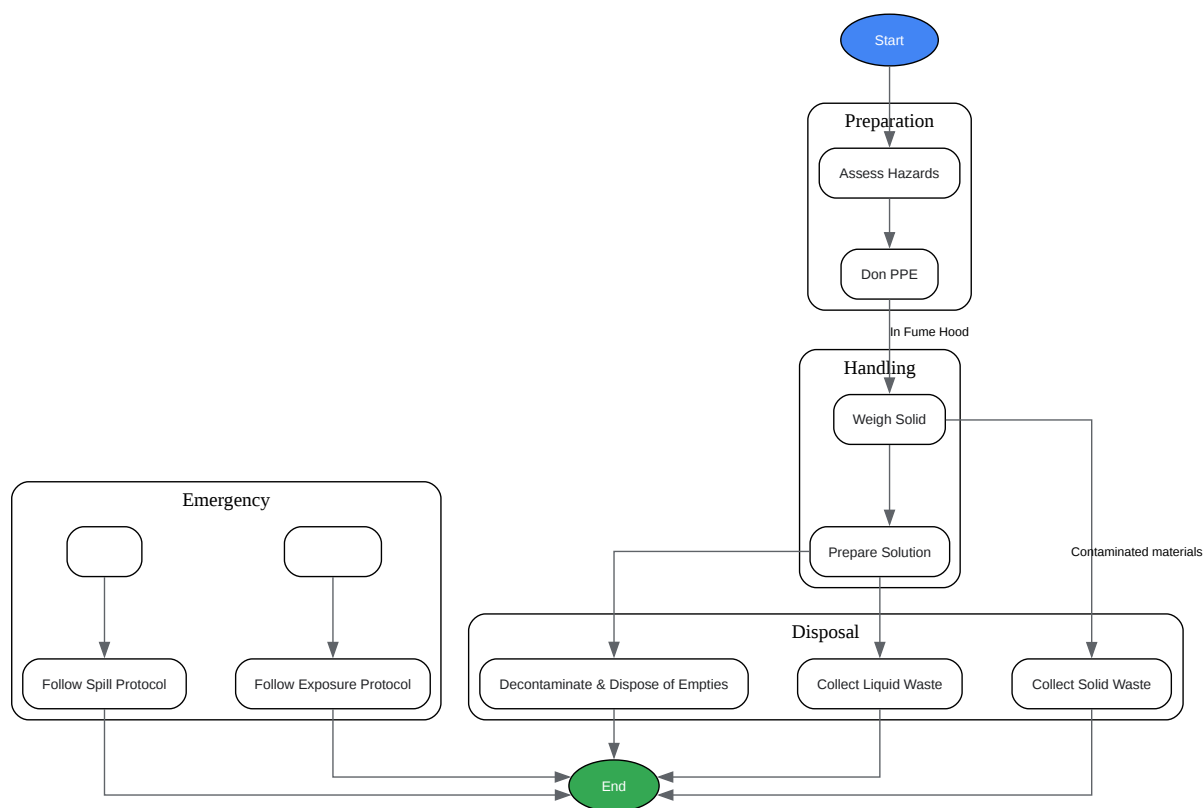 Start
Preparation
Assess Hazards
Don PPE
In Fume Hood
Handling
Weigh Solid
Emergency
Prepare Solution
Contaminated materials
Disposal
Follow Spill Protocol
Follow Exposure Protocol
Decontaminate & Dispose of Empties
Collect Liquid Waste
Collect Solid Waste
End